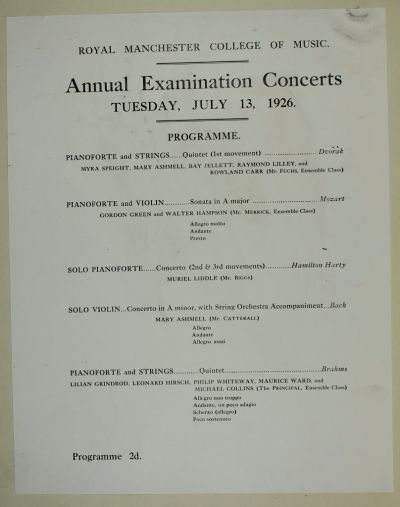 ROYAL MANCHESTER COLLEGE OF MUSIC.
Annual Examination Concerts
TUESDAY, JULY 13, 1926.
PROGRAMME.
PIANOFORTE and STRINGS......Quintet (1st movement) ........................Dvořák
MYRA SPEIGHT, MARY ASHMELL, RAY JELLETT, RAYMOND LILLEY, and
ROWLAND CARR (Mr. FUCHS, Ensemble Class)
PIANOFORTE and VIOLIN...........Sonata in A major ..............................Mozart
GORDON GREEN and WALTER HAMPSON (Mr. MERRICK, Ensemble Class)
Allegro molto
Andante
Presto
SOLO PIANOFORTE......Concerto (2nd & 3rd movements)...........Hamilton Harty
MURIEL LIDDLE (Mr. BIGGS)
SOLO VIOLIN...Concerto in A minor, with String Orchestra Accompaniment...Bach
MARY ASHMELL (Mr. CATTERALL)
Allegro
Andante
Allegro assai
PIANOFORTE and STRINGS............Quintet........................................Brahms
LILIAN GRINDROD, LEONARD HIRSCH, PHILIP WHITEWAY, MAURICE WARD, and
MICHAEL COLLINS (The PRINCIPAL, Ensemble Class)
Allegro non troppo
Andante, un poco adagio
Scherzo (allegro)
Poco sostenuto
Programme 2d.